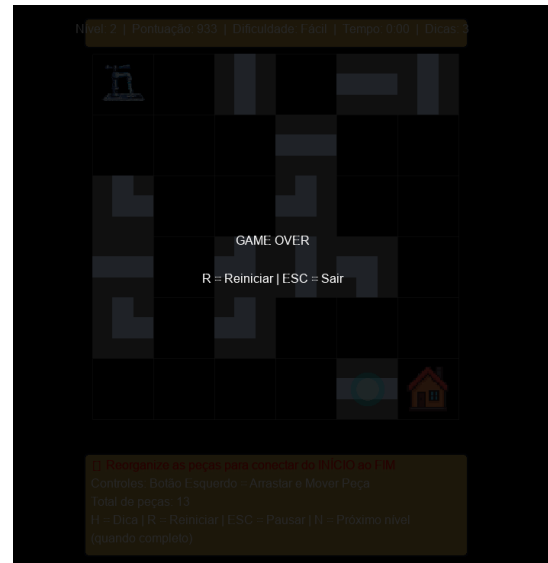 Nível: 2 | Pontuação: 933 | Dificuldade: Fácil | Tempo: 0.00 | Dicas: 3
GAME OVER
R = Reiniciar | ESC = Sair
Reorganize as peças para conectar do INÍCIO ao FIM
Controles: Botão Esquerdo = Arrastar e Mover Peça
Total de peças: 13
H = Dica | R = Reiniciar | ESC = Pausar | N = Próximo nível
(quando completo)